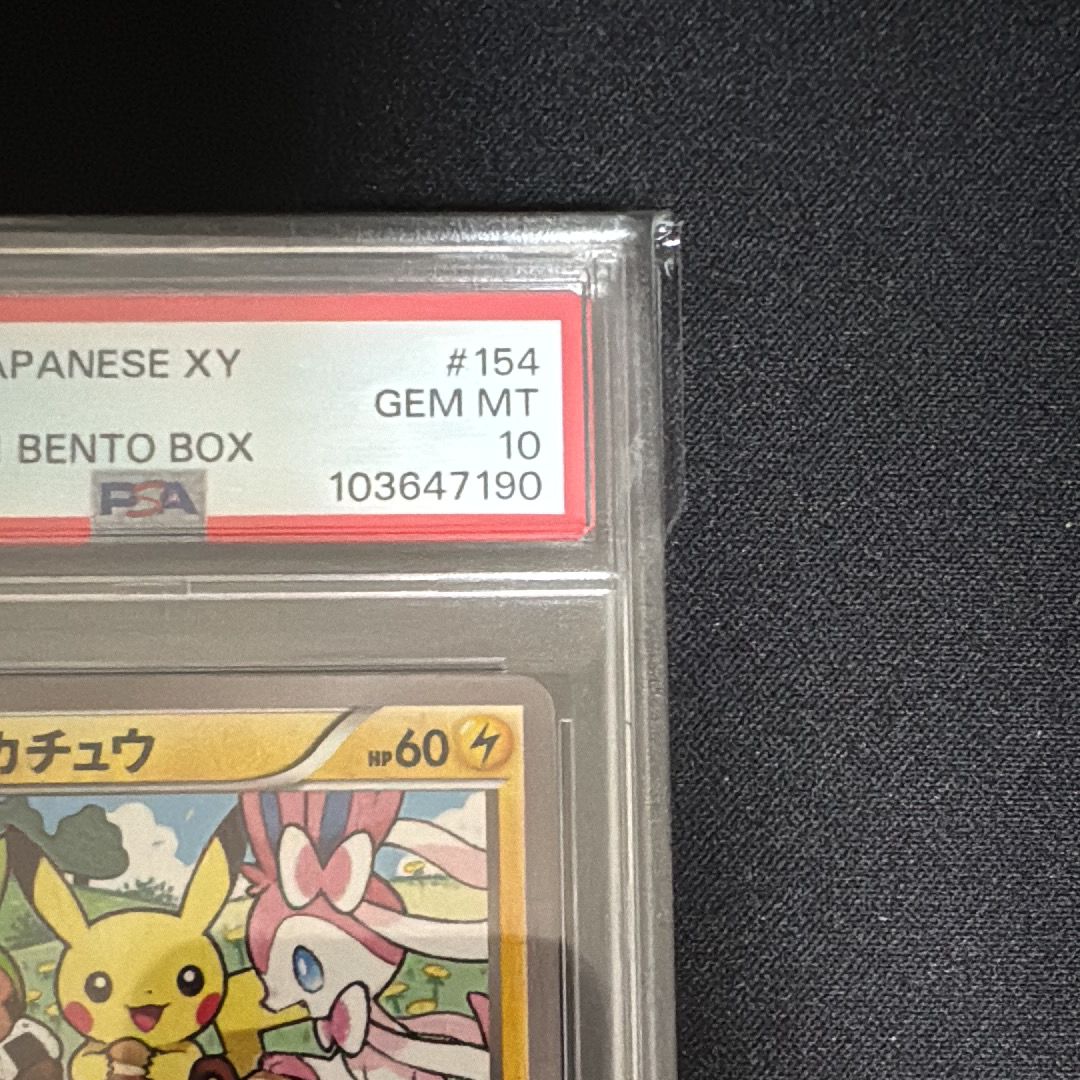 APANESE XY #154
GEM MT
BENTO BOX 10
PSA 103647190
カチュウ HP60